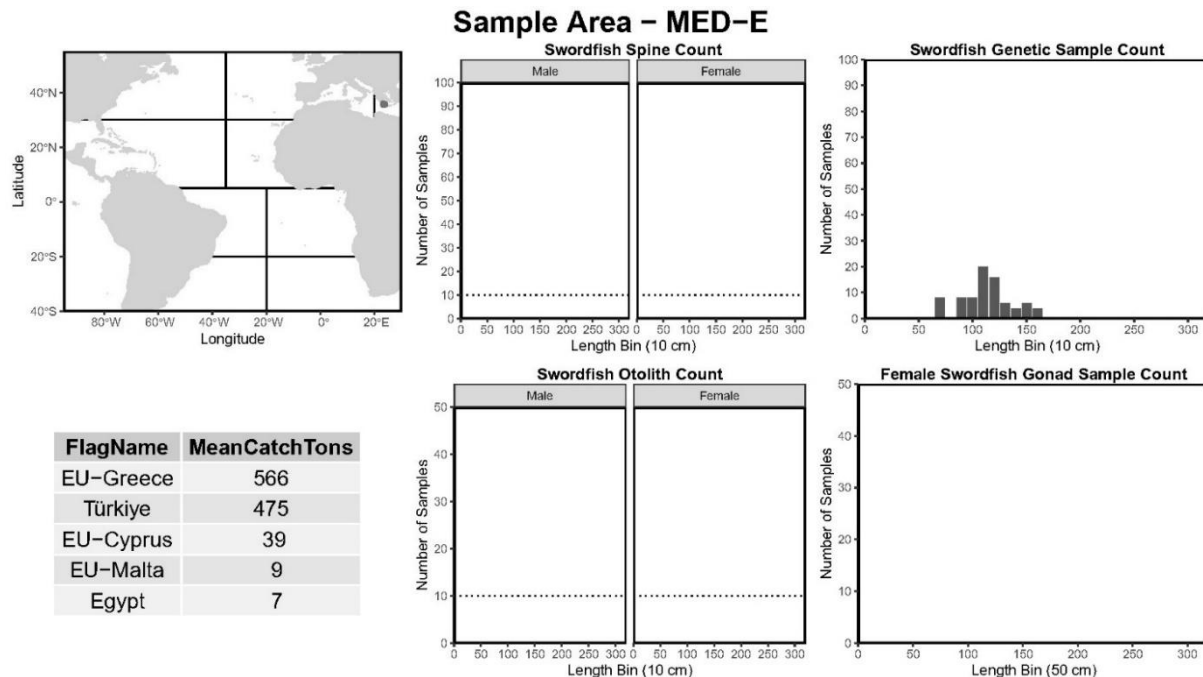 Sample Area − MED−E
40°N
20°N
0°
20°S
40°S
Latitude
80°W 60°W 40°W 20°W 0° 20°E
Longitude
Swordfish Spine Count
Male Female
100
90
80
70
60
50
40
30
20
10
0
Number of Samples
0 50 100 150 200 250 300 0 50 100 150 200 250 300
Length Bin (10 cm)
Swordfish Genetic Sample Count
100
90
80
70
60
50
40
30
20
10
0
Number of Samples
0 50 100 150 200 250 300
Length Bin (10 cm)
FlagName MeanCatchTons
EU−Greece 566
Türkiye 475
EU−Cyprus 39
EU−Malta 9
Egypt 7
Swordfish Otolith Count
Male Female
50
40
30
20
10
0
Number of Samples
0 50 100 150 200 250 300 0 50 100 150 200 250 300
Length Bin (10 cm)
Female Swordfish Gonad Sample Count
50
40
30
20
10
0
Number of Samples
0 50 100 150 200 250 300
Length Bin (50 cm)